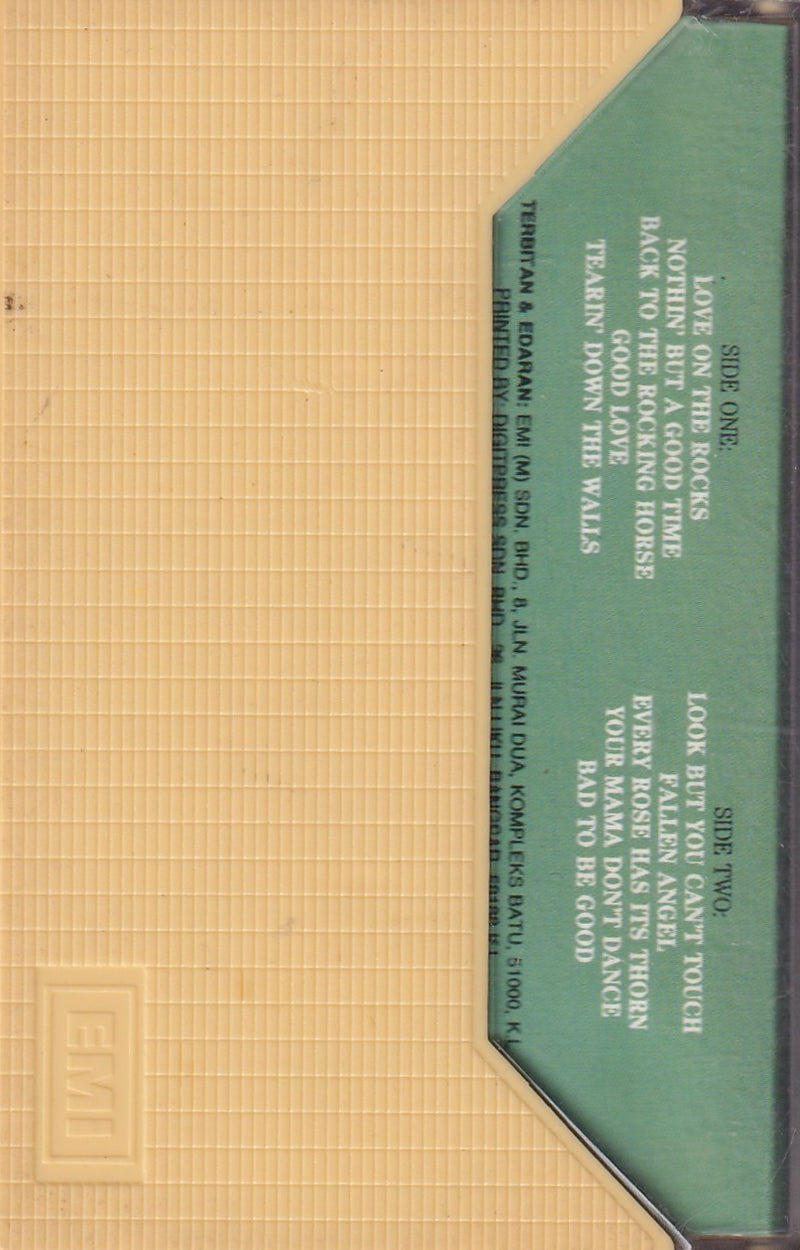 SIDE ONE:
LOVE ON THE ROCKS
NOTHIN' BUT A GOOD TIME
BACK TO THE ROCKING HORSE
GOOD LOVE
TEARIN' DOWN THE WALLS
SIDE TWO:
LOOK BUT YOU CAN'T TOUCH
FALLEN ANGEL
EVERY ROSE HAS ITS THORN
YOUR MAMA DON'T DANCE
BAD TO BE GOOD
TERBITAN & EDARAN: EMI (M) SDN. BHD., 8, JLN. MURAI DUA, KOMPLEKS BATU, 51000, K.L
PRINTED BY: DIGITPRESS SDN. BHD.
EMI